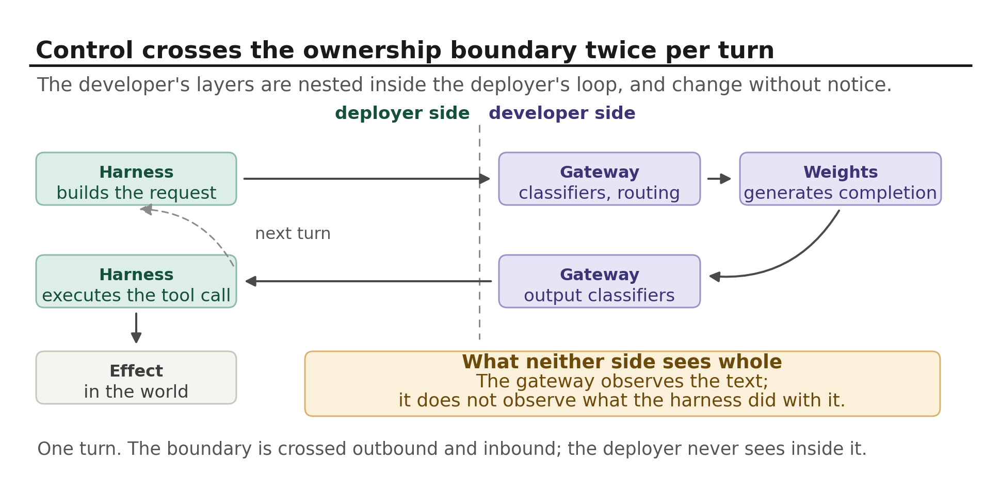 Control crosses the ownership boundary twice per turn
The developer's layers are nested inside the deployer's loop, and change without notice.
deployer side
developer side
Harness
builds the request
Gateway
classifiers, routing
Weights
generates completion
next turn
Harness
executes the tool call
Gateway
output classifiers
Effect
in the world
What neither side sees whole
The gateway observes the text;
it does not observe what the harness did with it.
One turn. The boundary is crossed outbound and inbound; the deployer never sees inside it.